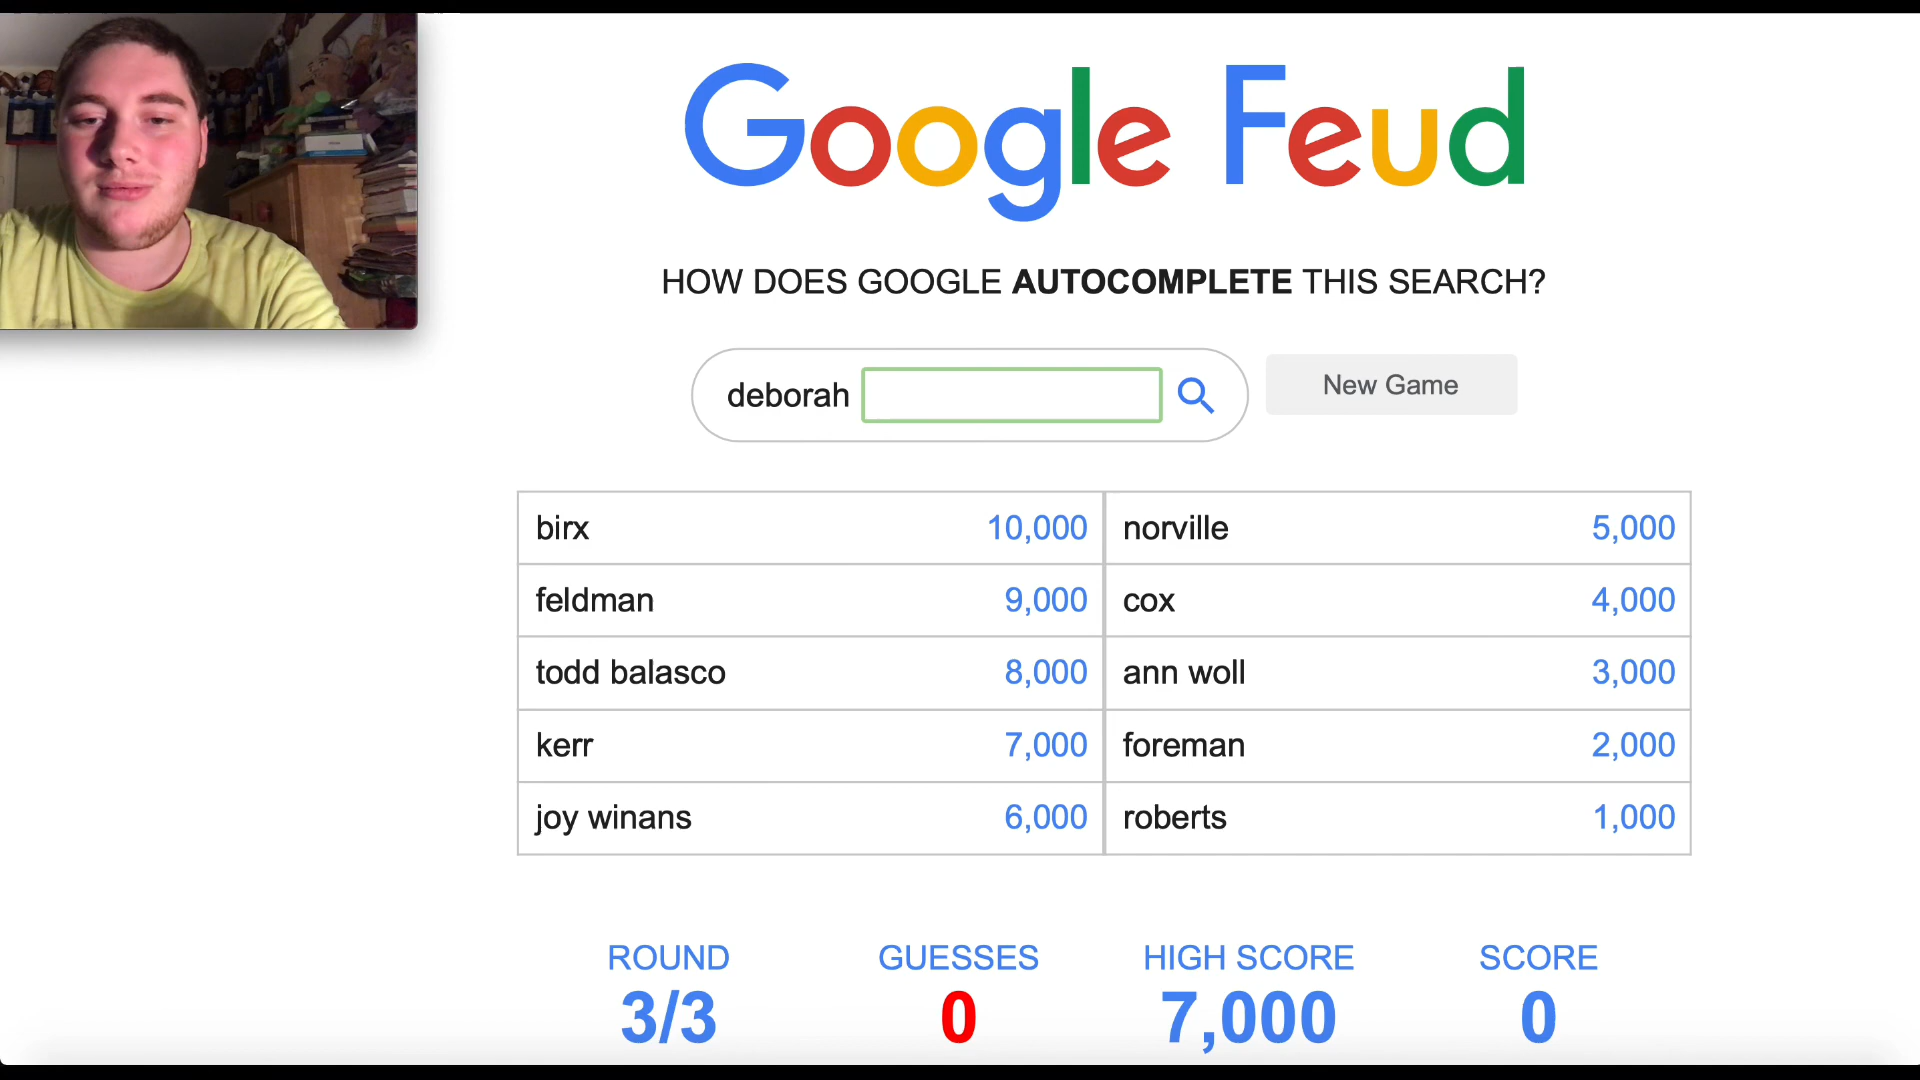 Google Feud
HOW DOES GOOGLE AUTOCOMPLETE THIS SEARCH?
deborah
New Game
birx 10,000 norville 5,000
feldman 9,000 cox 4,000
todd balasco 8,000 ann woll 3,000
kerr 7,000 foreman 2,000
joy winans 6,000 roberts 1,000
ROUND GUESSES HIGH SCORE SCORE
3/3 0 7,000 0